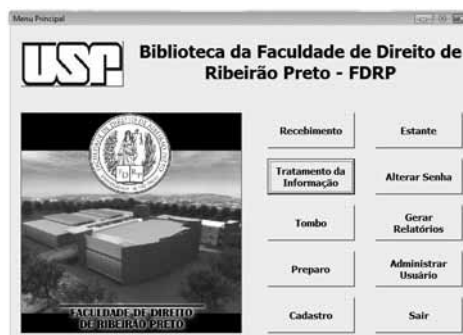 Menu Principal
USP
Biblioteca da Faculdade de Direito de
Ribeirão Preto - FDRP
Recebimento
Estante
Tratamento da
Informação
Alterar Senha
Tombo
Gerar
Relatórios
Preparo
Administrar
Usuário
Cadastro
Sair
FACULDADE DE DIREITO
DE RIBEIRÃO PRETO